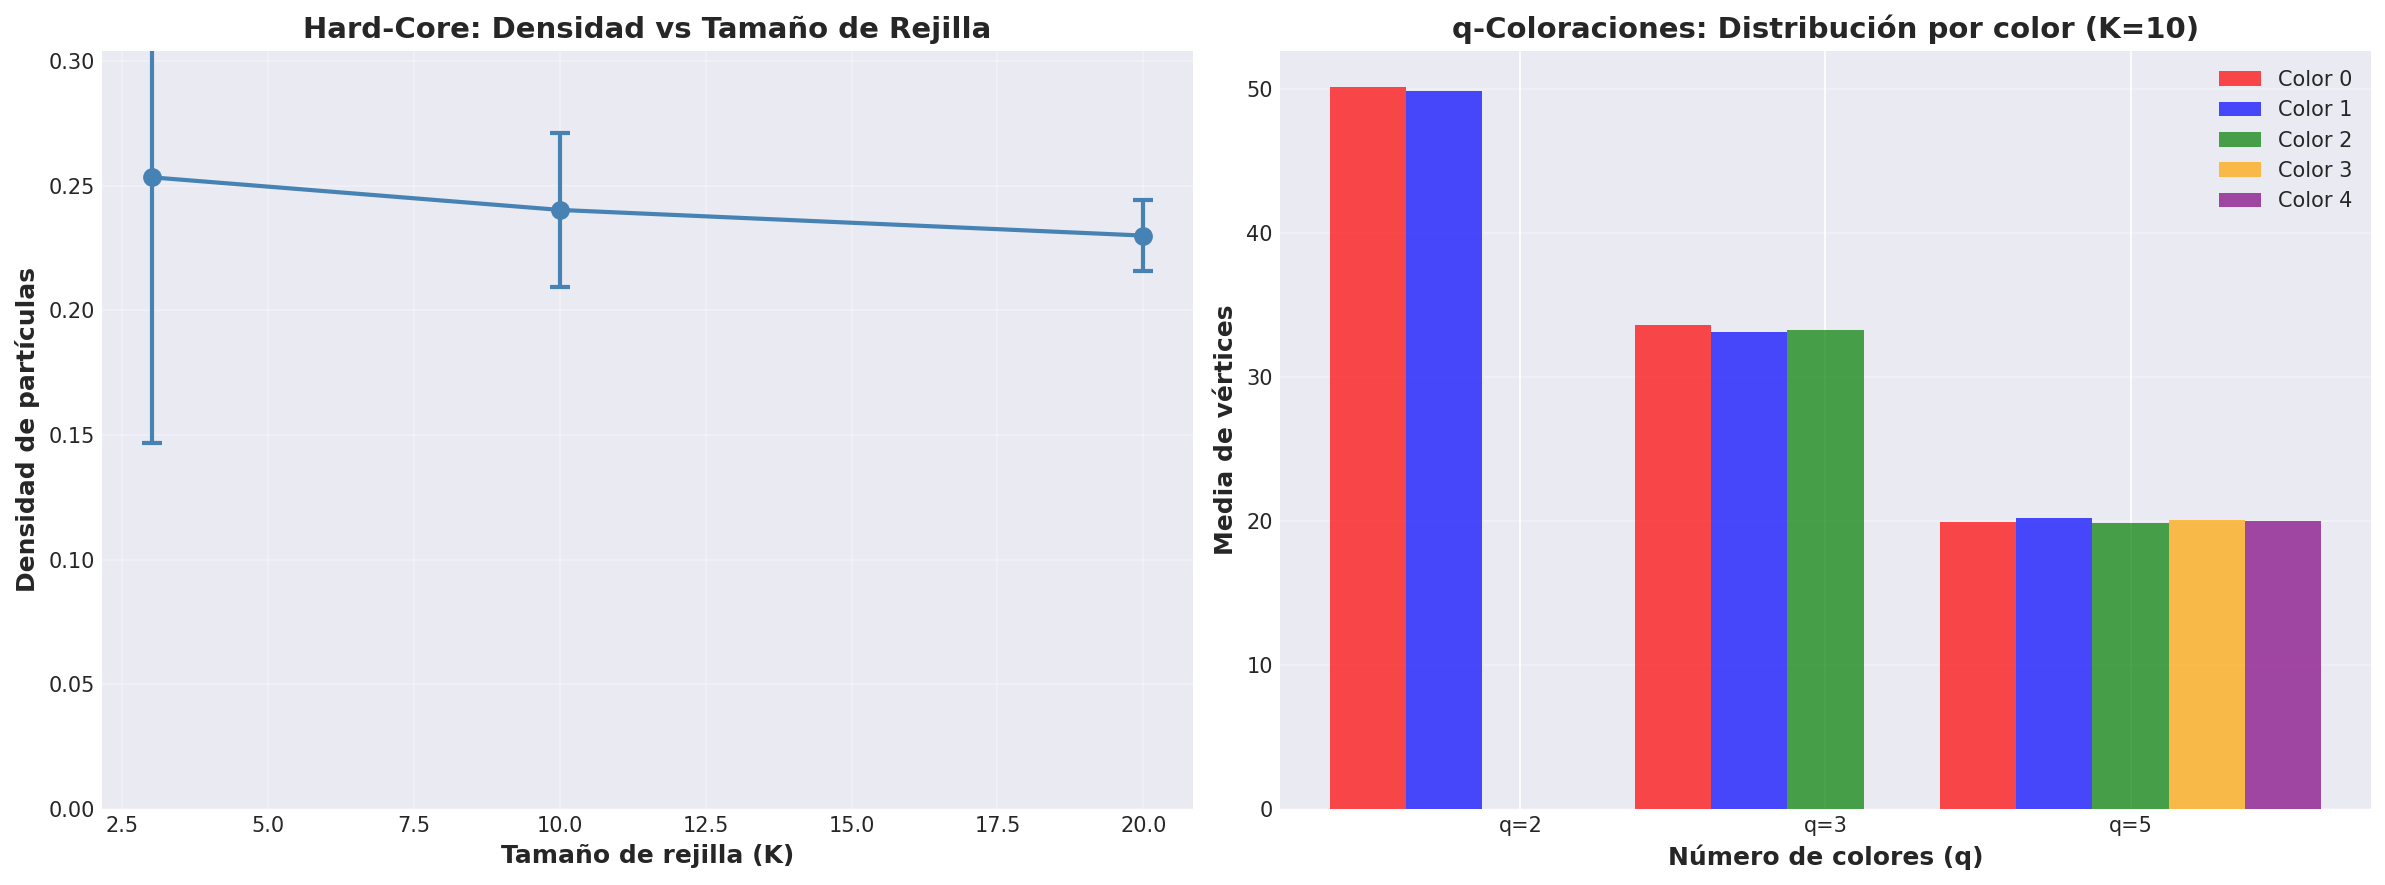 Hard-Core: Densidad vs Tamaño de Rejilla
Densidad de partículas
0.30
0.25
0.20
0.15
0.10
0.05
0.00
2.5 5.0 7.5 10.0 12.5 15.0 17.5 20.0
Tamaño de rejilla (K)
q-Coloraciones: Distribución por color (K=10)
Media de vértices
50
40
30
20
10
0
Color 0
Color 1
Color 2
Color 3
Color 4
q=2 q=3 q=5
Número de colores (q)